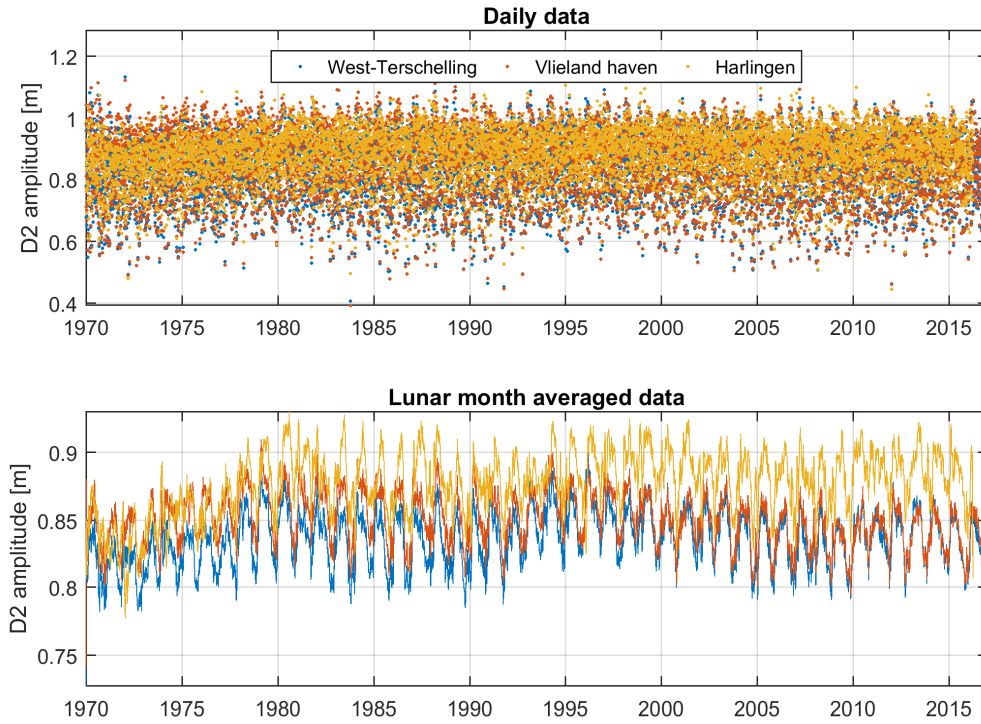 Daily data
West-Terschelling Vlieland haven Harlingen
D2 amplitude [m]
1.2
1
0.8
0.6
0.4
1970 1975 1980 1985 1990 1995 2000 2005 2010 2015
Lunar month averaged data
D2 amplitude [m]
0.9
0.85
0.8
0.75
1970 1975 1980 1985 1990 1995 2000 2005 2010 2015